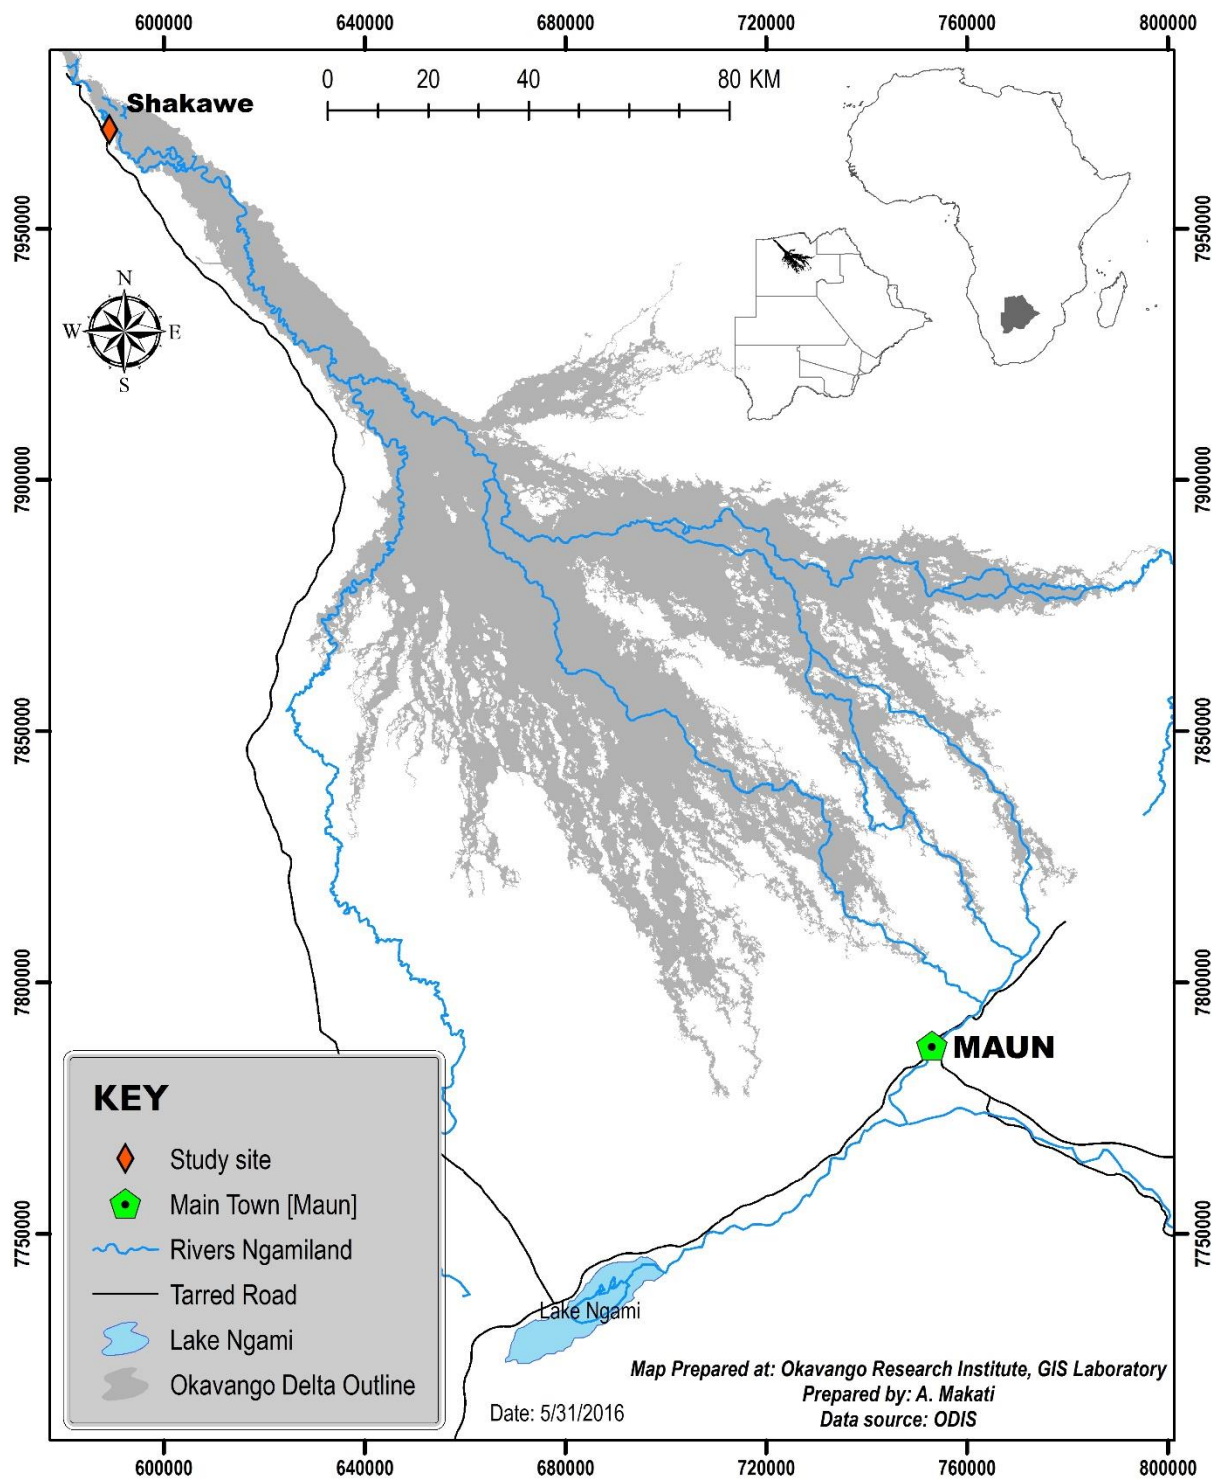 600000 640000 680000 720000 760000 800000
0 20 40 80 KM
Shakawe
7950000 7950000
N
W E
S
7900000 7900000
7850000 7850000
7800000 7800000
MAUN
KEY
Study site
Main Town [Maun]
Rivers Ngamiland
Tarred Road
Lake Ngami
Okavango Delta Outline
7750000 7750000
Lake Ngami
Map Prepared at: Okavango Research Institute, GIS Laboratory
Prepared by: A. Makati
Data source: ODIS
Date: 5/31/2016
600000 640000 680000 720000 760000 800000